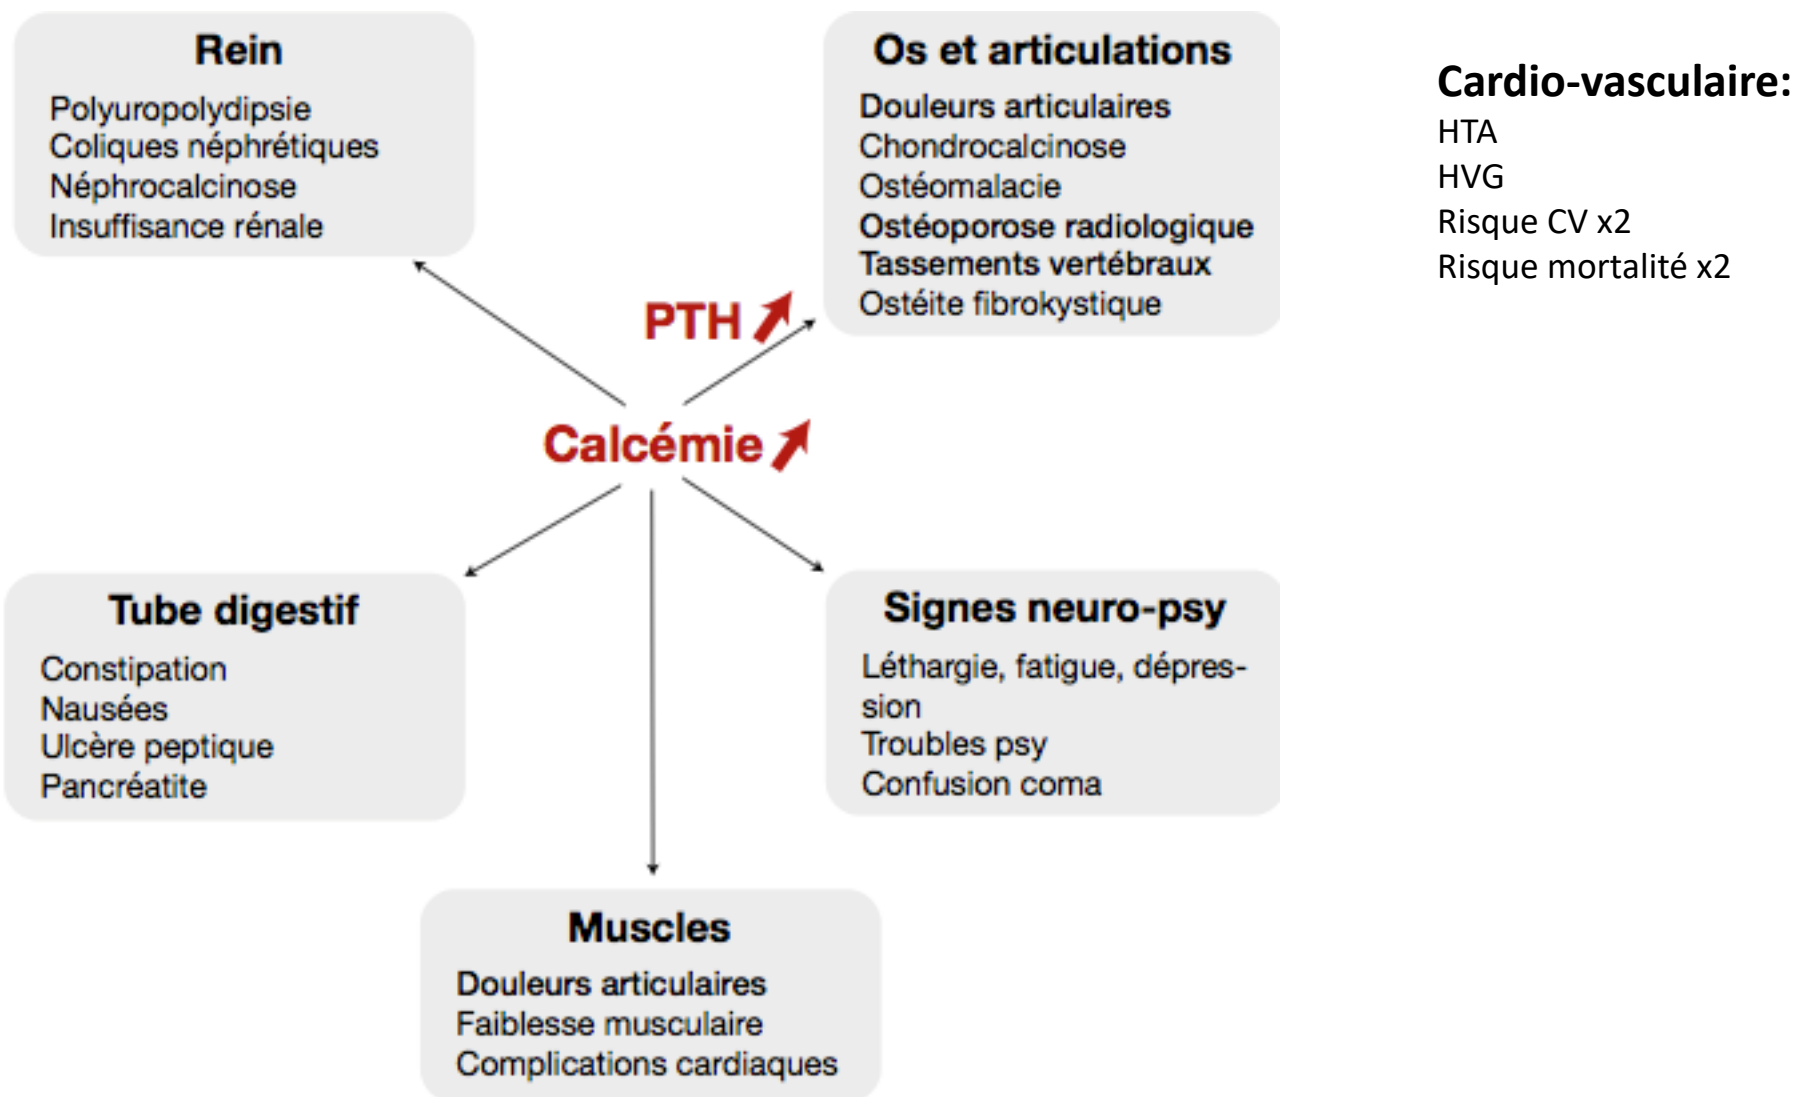 Rein
Polyuropolydipsie
Coliques néphrétiques
Néphrocalcinose
Insuffisance rénale
Os et articulations
Douleurs articulaires
Chondrocalcinose
Ostéomalacie
Ostéoporose radiologique
Tassements vertébraux
Ostéite fibrokystique
Cardio-vasculaire:
HTA
HVG
Risque CV x2
Risque mortalité x2
PTH
Calcémie
Tube digestif
Constipation
Nausées
Ulcère peptique
Pancréatite
Signes neuro-psy
Léthargie, fatigue, dépres-
sion
Troubles psy
Confusion coma
Muscles
Douleurs articulaires
Faiblesse musculaire
Complications cardiaques